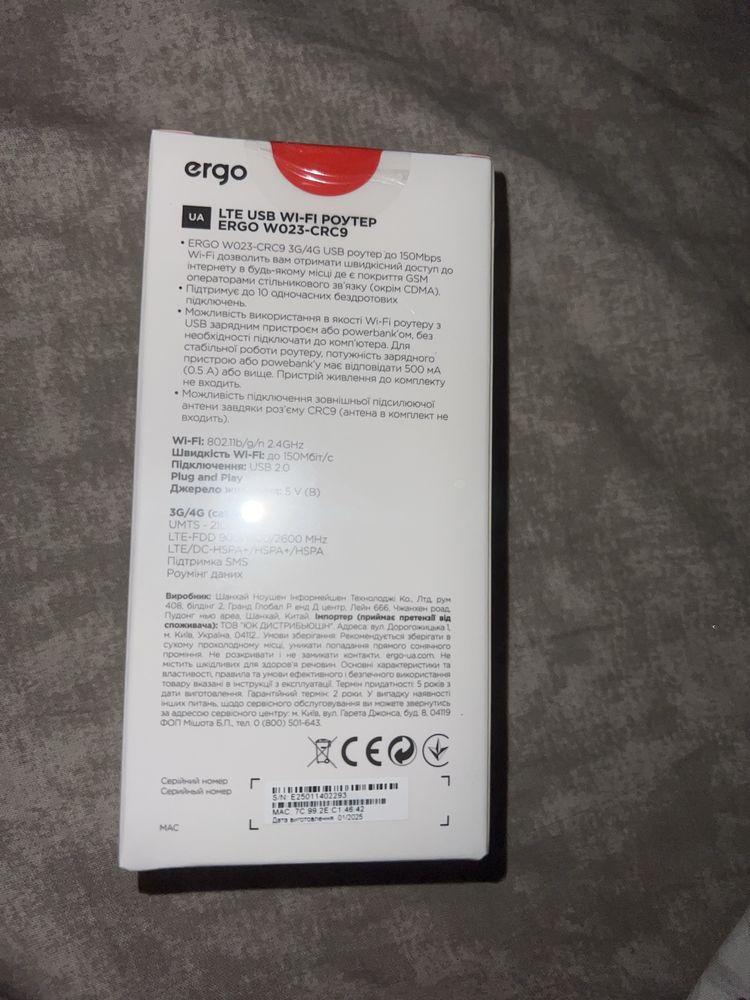 ergo
UA
LTE USB WI-FI РОУТЕР
ERGO W023-CRC9
• ERGO W023-CRC9 3G/4G USB роутер до 150Mbps
Wi-Fi дозволить вам отримати швидкісний доступ до
інтернету в будь-якому місці де є покриття GSM
операторами стільникового зв'язку (окрім CDMA).
• Підтримує до 10 одночасних бездротових
підключень.
• Можливість використання в якості Wi-Fi роутеру з
USB зарядним пристроєм або powerbank'ом, без
необхідності підключати до комп'ютера. Для
стабільної роботи роутеру, потужність зарядного
пристрою або powebank'у має відповідати 500 мА
(0.5 А) або вище. Пристрій живлення до комплекту
не входить.
• Можливість підключення зовнішньої підсилюючої
антени завдяки роз'єму CRC9 (антена в комплект не
входить).
Wi-Fi: 802.11b/g/n 2.4GHz
Швидкість Wi-Fi: до 150Мбіт/с
Підключення: USB 2.0
Plug and Play
Джерело 5 V (В)
3G/4G
UMTS -
LTE-FDD /2600 MHz
LTE/DC-HSPA+/HSPA+/HSPA
Підтримка SMS
Роумінг даних
Виробник: Шанхай Ноушен Інформейшен Технолоджі Ко., Лтд, рум
408, білдінг 2, Гранд Глобал Р енд Д центр, Лейн 666, Чжанхен роад,
Пудонг нью ареа, Шанхай, Китай. Імпортер (приймає претензії від
споживача): ТОВ "ЮК ДИСТРИБЬЮШН". Адреса: вул. Дорогожицька 1,
м. Київ, Україна, 04112.. Умови зберігання: Рекомендується зберігати в
сухому прохолодному місці, уникати попадання прямого сонячного
проміння. Не розкривати і не замикати контакти. ergo-ua.com. Не
містить шкідливих для здоров'я речовин. Основні характеристики та
властивості, правила та умови ефективного і безпечного використання
товару вказані в інструкції з експлуатації. Термін придатності: 5 років з
дати виготовлення. Гарантійний термін: 2 роки. У випадку наявності
інших питань, щодо сервісного обслуговування ви можете звернутись
за адресою сервісного центру: м. Київ, вул. Гарета Джонса, буд. 8, 04119
ФОП Мішота Б.П., тел. 0 (800) 501-643.
CE
Серійний номер
Серийный номер
S/N: E25011402293
MAC: 7C 99 2E C1 46 42
Дата виготовлення 01/2025
MAC